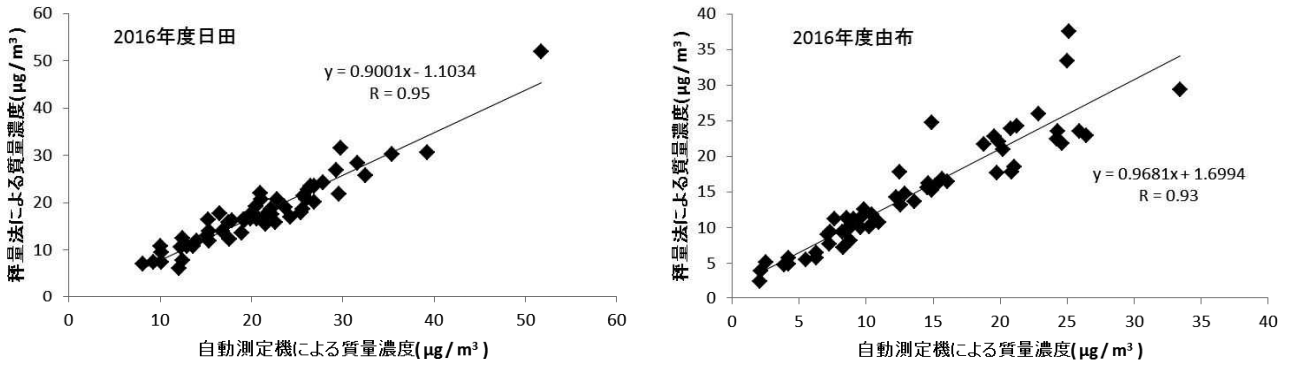 2016年度日田
y = 0.9001x - 1.1034
R = 0.95
秤量法による質量濃度(μg / m³)
60
50
40
30
20
10
0
0 10 20 30 40 50 60
自動測定機による質量濃度(μg / m³)
2016年度由布
y = 0.9681x + 1.6994
R = 0.93
秤量法による質量濃度(μg / m³)
40
35
30
25
20
15
10
5
0
0 5 10 15 20 25 30 35 40
自動測定機による質量濃度(μg / m³)